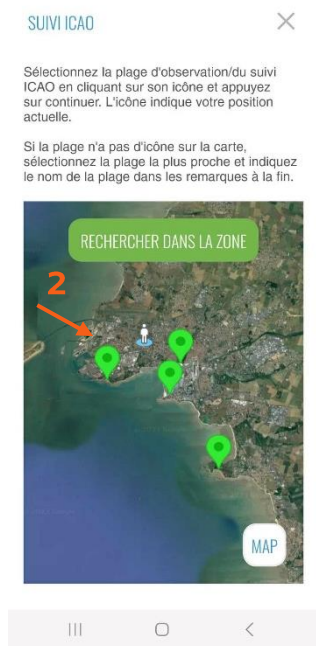 SUIVI ICAO
Sélectionnez la plage d'observation/du suivi
ICAO en cliquant sur son icône et appuyez
sur continuer. L'icône indique votre position
actuelle.
Si la plage n'a pas d'icône sur la carte,
sélectionnez la plage la plus proche et indiquez
le nom de la plage dans les remarques à la fin.
RECHERCHER DANS LA ZONE
2
MAP